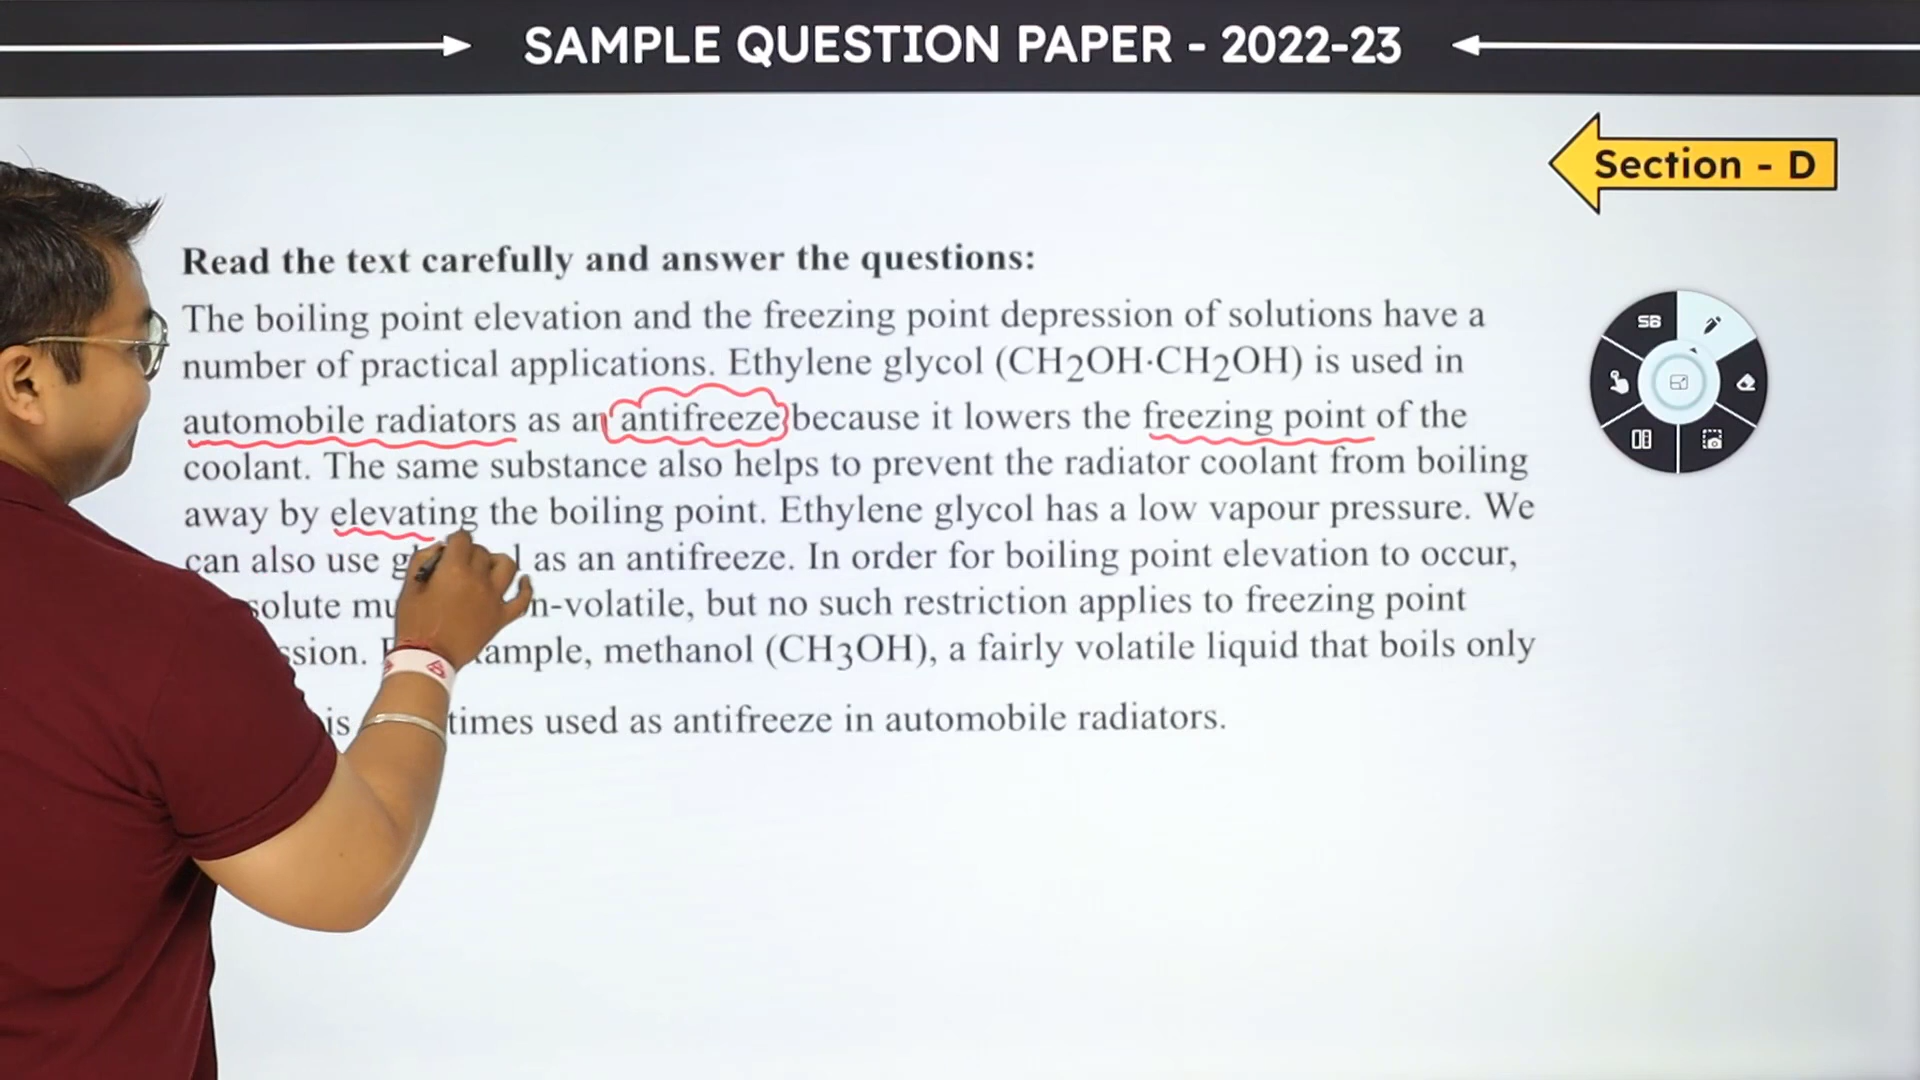 SAMPLE QUESTION PAPER - 2022-23
Section - D
Read the text carefully and answer the questions:
The boiling point elevation and the freezing point depression of solutions have a
number of practical applications. Ethylene glycol (CH2OH·CH2OH) is used in
automobile radiators as an antifreeze because it lowers the freezing point of the
coolant. The same substance also helps to prevent the radiator coolant from boiling
away by elevating the boiling point. Ethylene glycol has a low vapour pressure. We
can also use as an antifreeze. In order for boiling point elevation to occur,
solute n-volatile, but no such restriction applies to freezing point
ample, methanol (CH3OH), a fairly volatile liquid that boils only
is times used as antifreeze in automobile radiators.
SB